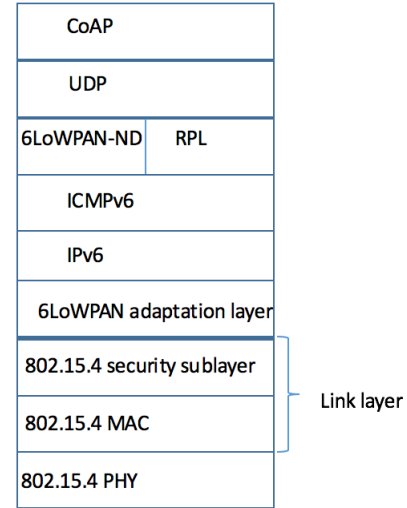 CoAP
UDP
6LoWPAN-ND RPL
ICMPv6
IPv6
6LoWPAN adaptation layer
802.15.4 security sublayer
Link layer
802.15.4 MAC
802.15.4 PHY